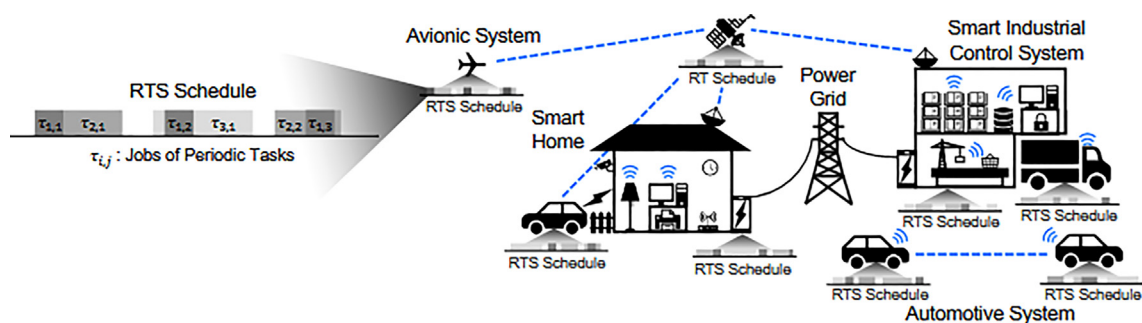 RTS Schedule
τ1,1 τ2,1 τ1,2 τ3,1 τ2,2 τ1,3
τi,j : Jobs of Periodic Tasks
Avionic System
RTS Schedule
RT Schedule
Smart
Home
RTS Schedule
RTS Schedule
Power
Grid
Smart Industrial
Control System
RTS Schedule
RTS Schedule
RTS Schedule
RTS Schedule
Automotive System